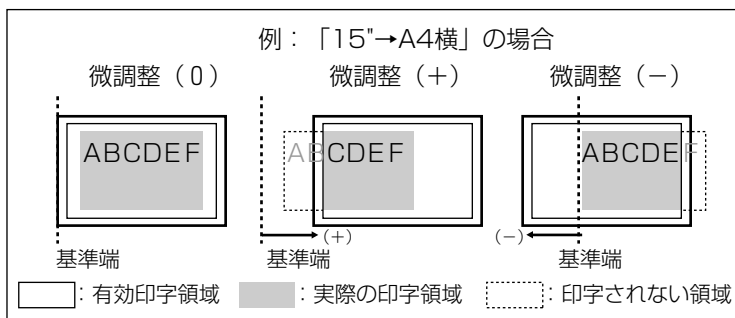 例：「15"→A4横」の場合
微調整（0） 微調整（+） 微調整（−）
ABCDEF ABCDEF ABCDEF
（+） （−）
基準端 基準端 基準端
：有効印字領域 ：実際の印字領域 ：印字されない領域